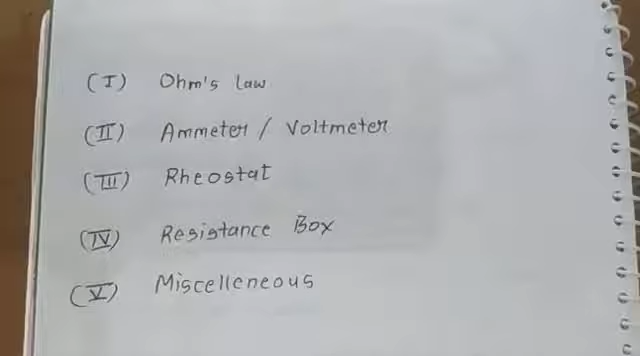 (I) Ohm's Law
(II) Ammeter / Voltmeter
(III) Rheostat
(IV) Resistance Box
(V) Miscelleneous